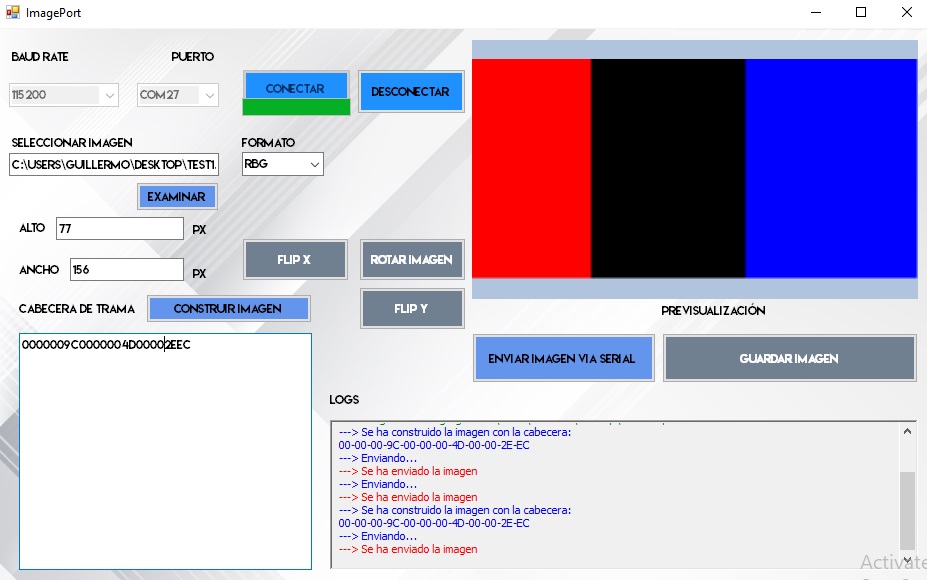 ImagePort
BAUD RATE
PUERTO
115200
COM27
CONECTAR
DESCONECTAR
SELECCIONAR IMAGEN
FORMATO
C:\USERS\GUILLERMO\DESKTOP\TEST1.
RBG
EXAMINAR
ALTO
77
PX
ANCHO
156
PX
FLIP X
ROTAR IMAGEN
CABECERA DE TRAMA
CONSTRUIR IMAGEN
FLIP Y
PREVISUALIZACIÓN
0000009C0000004D00002EEC
ENVIAR IMAGEN VIA SERIAL
GUARDAR IMAGEN
LOGS
---> Se ha construido la imagen con la cabecera:
00-00-00-9C-00-00-00-4D-00-00-2E-EC
---> Enviando...
---> Se ha enviado la imagen
---> Enviando...
---> Se ha enviado la imagen
---> Se ha construido la imagen con la cabecera:
00-00-00-9C-00-00-00-4D-00-00-2E-EC
---> Enviando...
---> Se ha enviado la imagen
Activate